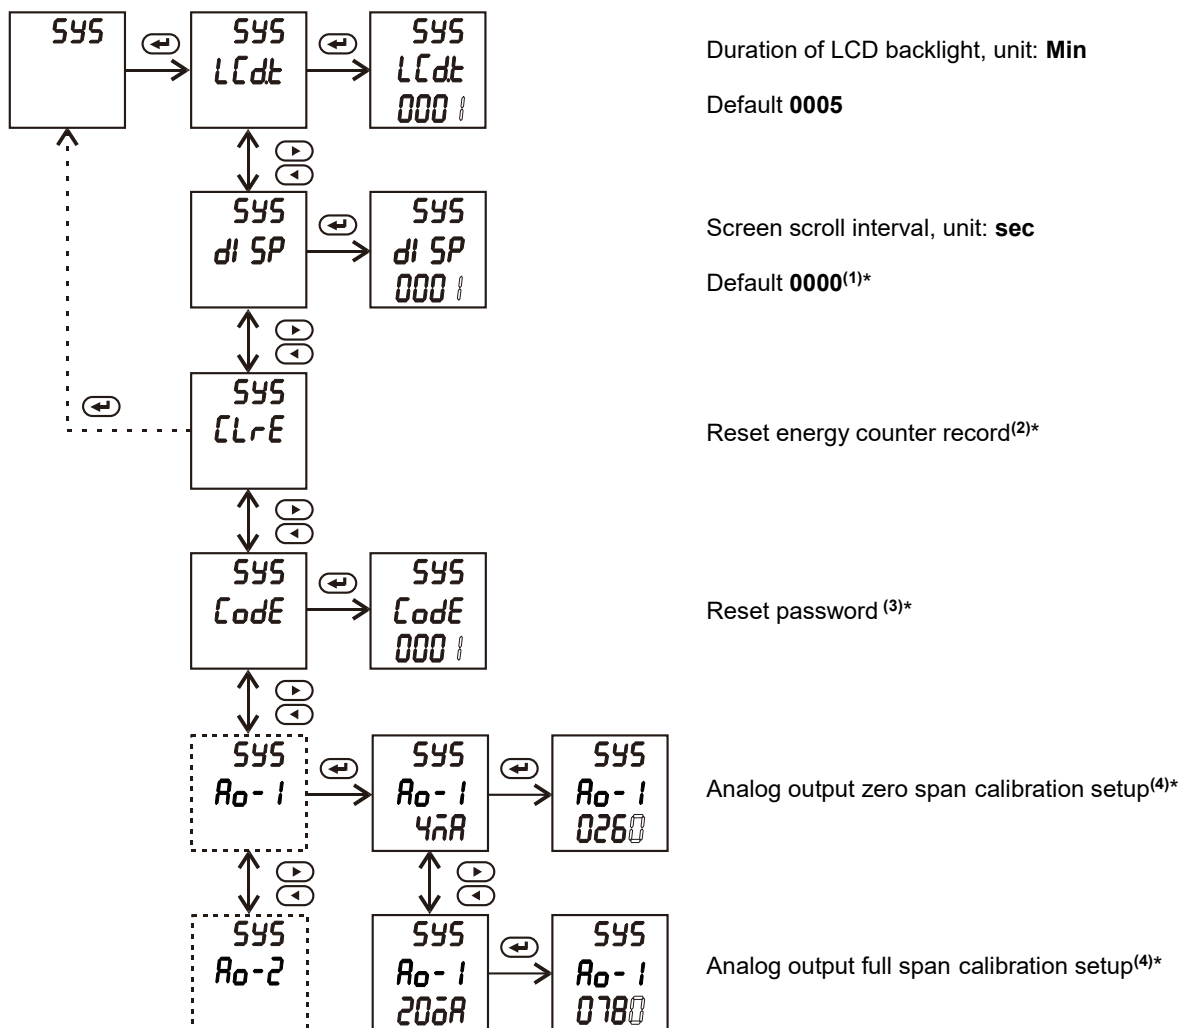 SYS SYS SYS
LCd.t LCd.t
0001
Duration of LCD backlight, unit: Min
Default 0005
SYS SYS
dISP dISP
0001
Screen scroll interval, unit: sec
Default 0000(1)*
SYS
CLrE
Reset energy counter record(2)*
SYS SYS
CodE CodE
0001
Reset password (3)*
SYS SYS SYS
Ao-1 Ao-1 Ao-1
4mA 0260
Analog output zero span calibration setup(4)*
SYS SYS SYS
Ao-2 Ao-1 Ao-1
20mA 0780
Analog output full span calibration setup(4)*